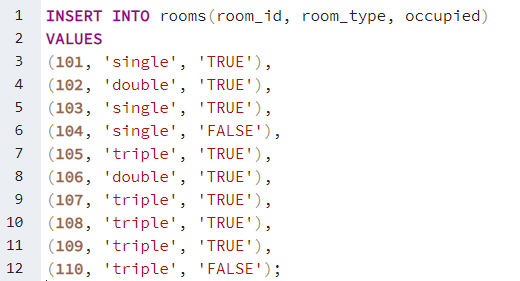 1 INSERT INTO rooms(room_id, room_type, occupied)
2 VALUES
3 (101, 'single', 'TRUE'),
4 (102, 'double', 'TRUE'),
5 (103, 'single', 'TRUE'),
6 (104, 'single', 'FALSE'),
7 (105, 'triple', 'TRUE'),
8 (106, 'double', 'TRUE'),
9 (107, 'triple', 'TRUE'),
10 (108, 'triple', 'TRUE'),
11 (109, 'triple', 'TRUE'),
12 (110, 'triple', 'FALSE');